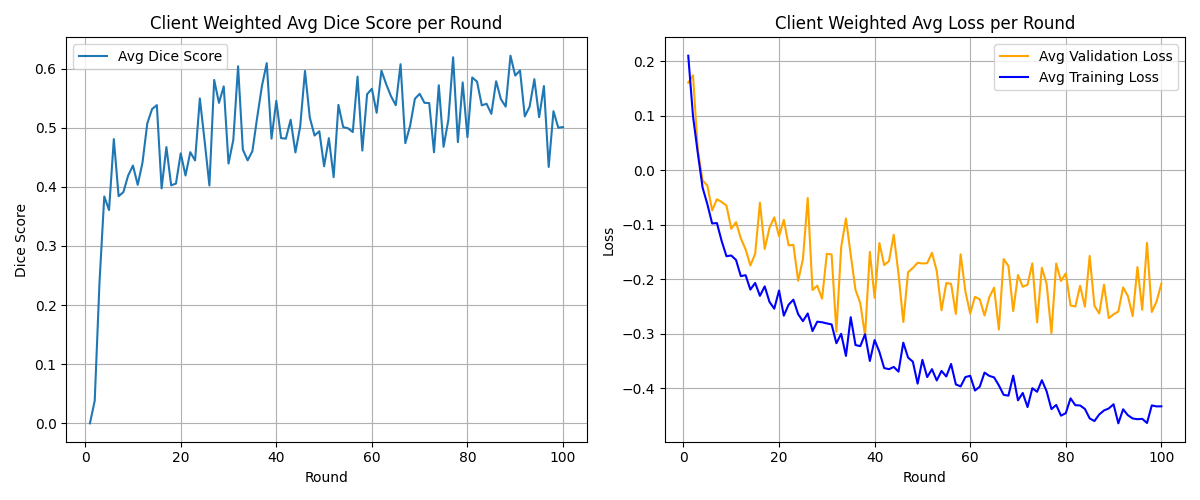 Client Weighted Avg Dice Score per Round
Avg Dice Score
Dice Score
0.6
0.5
0.4
0.3
0.2
0.1
0.0
0 20 40 60 80 100
Round
Client Weighted Avg Loss per Round
Avg Validation Loss
Avg Training Loss
Loss
0.2
0.1
0.0
−0.1
−0.2
−0.3
−0.4
0 20 40 60 80 100
Round